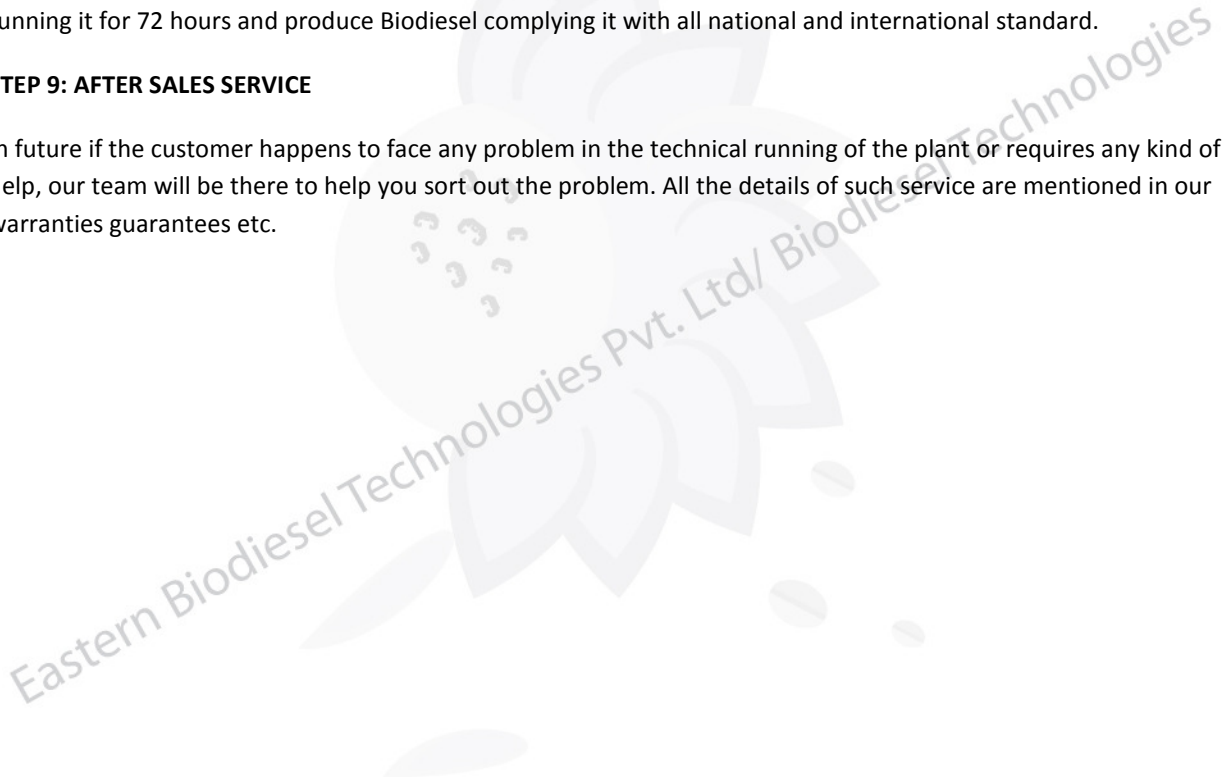 unning it for 72 hours and produce Biodiesel complying it with all national and international standard.
TEP 9: AFTER SALES SERVICE
n future if the customer happens to face any problem in the technical running of the plant or requires any kind of
elp, our team will be there to help you sort out the problem. All the details of such service are mentioned in our
warranties guarantees etc.
Eastern Biodiesel Technologies Pvt. Ltd/ Biodiesel Technologies